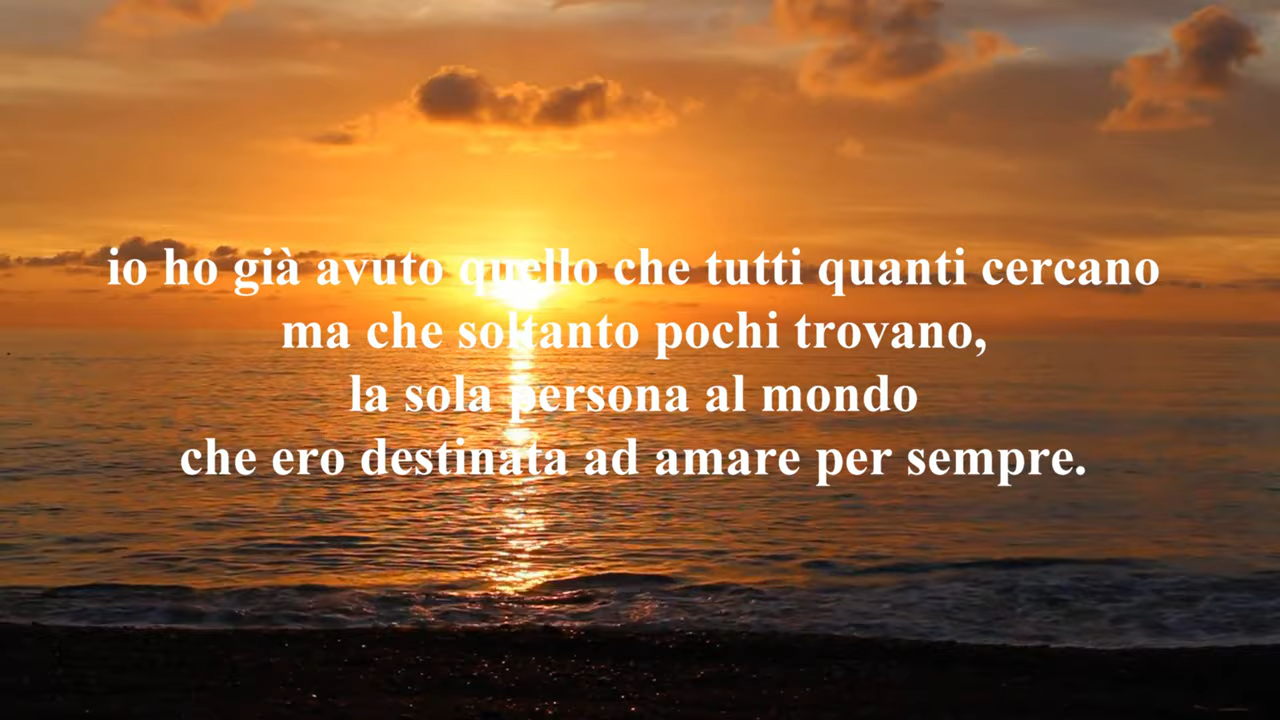 io ho già avuto quello che tutti quanti cercano
ma che soltanto pochi trovano,
la sola persona al mondo
che ero destinata ad amare per sempre.